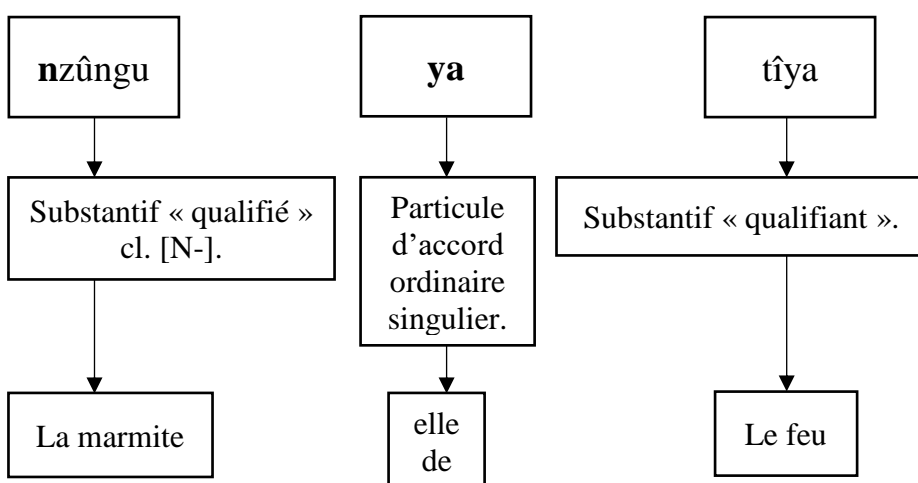 nzûngu
ya
tîya
Substantif « qualifié »
cl. [N-].
Particule
d’accord
ordinaire
singulier.
Substantif « qualifiant ».
La marmite
elle
de
Le feu